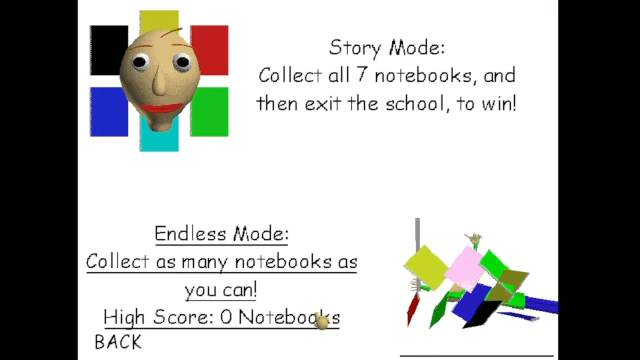 Story Mode:
Collect all 7 notebooks, and
then exit the school, to win!
Endless Mode:
Collect as many notebooks as
you can!
High Score: 0 Notebooks
BACK